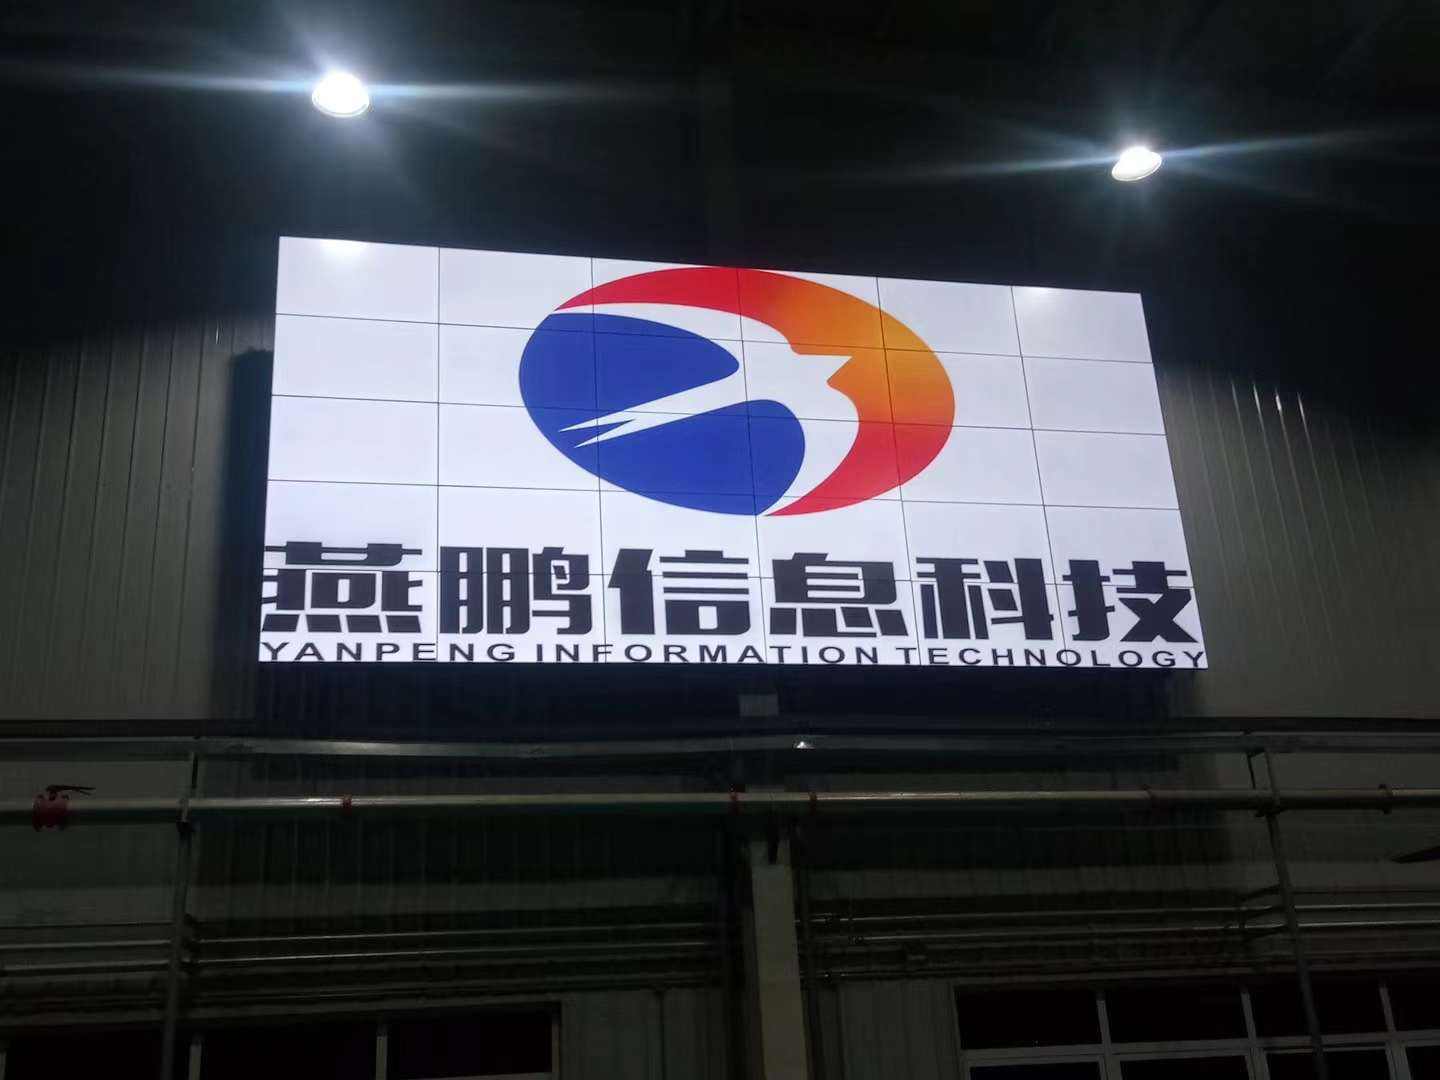 燕鹏信息科技
YANPENG INFORMATION TECHNOLOGY